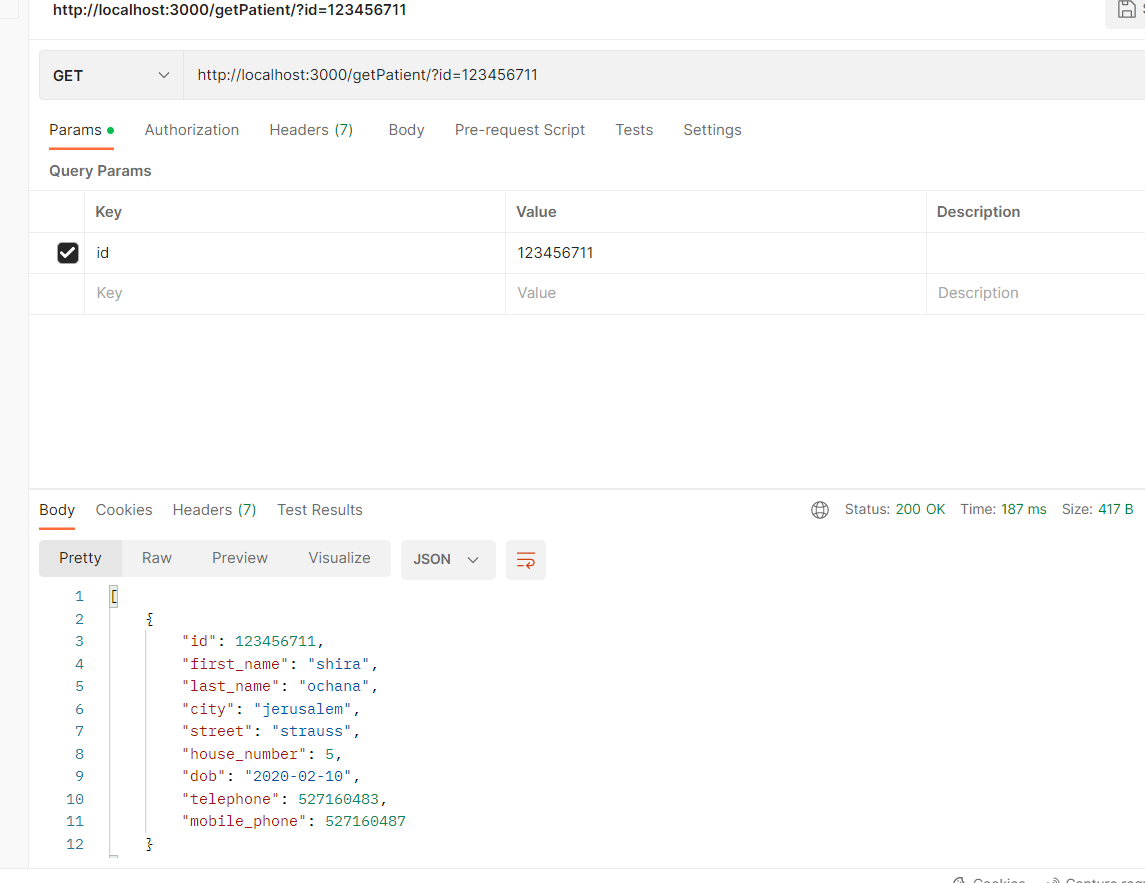 http://localhost:3000/getPatient/?id=123456711
GET http://localhost:3000/getPatient/?id=123456711
Params Authorization Headers (7) Body Pre-request Script Tests Settings
Query Params
Key Value Description
id 123456711
Key Value Description
Body Cookies Headers (7) Test Results Status: 200 OK Time: 187 ms Size: 417 B
Pretty Raw Preview Visualize JSON
1 [
2 {
3 "id": 123456711,
4 "first_name": "shira",
5 "last_name": "ochana",
6 "city": "jerusalem",
7 "street": "strauss",
8 "house_number": 5,
9 "dob": "2020-02-10",
10 "telephone": 527160483,
11 "mobile_phone": 527160487
12 }
Cookies Capture